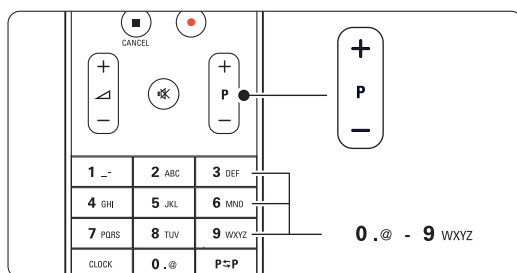 CANCEL
+ +
P
− −
+
P
−
1 _- 2 ABC 3 DEF
4 GHI 5 JKL 6 MNO
7 PQRS 8 TUV 9 WXYZ
CLOCK 0 .@ P⇆P
0 .@ - 9 WXYZ